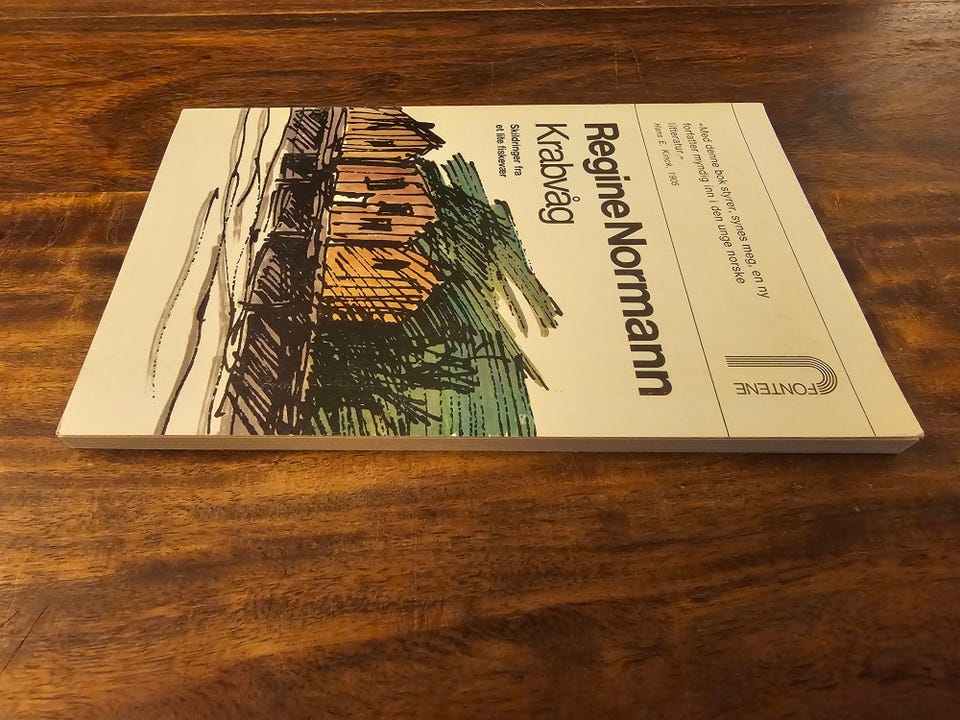 «Med denne bok styrer, synes meg, en ny
forfatter myndig inn i den unge norske
litteratur.»
Hans E. Kinck, 1905
FONTENE
Regine Normann
Krabvåg
Skildringer fra
et lite fiskevær